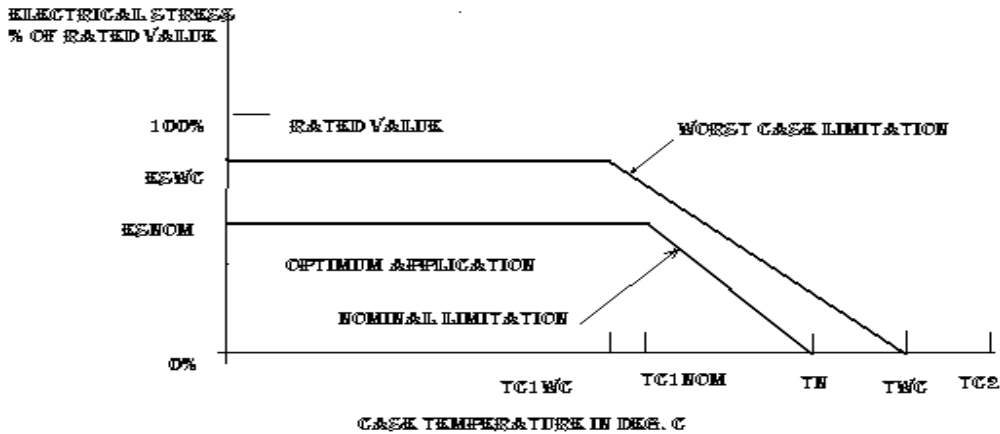 ELECTRICAL STRESS
% OF RATED VALUE
100%
RATED VALUE
WORST CASE LIMITATION
ESWC
ESNOM
OPTIMUM APPLICATION
NOMINAL LIMITATION
0%
TC1WC
TC1NOM
TN
TWC
TC2
CASE TEMPERATURE IN DEG. C